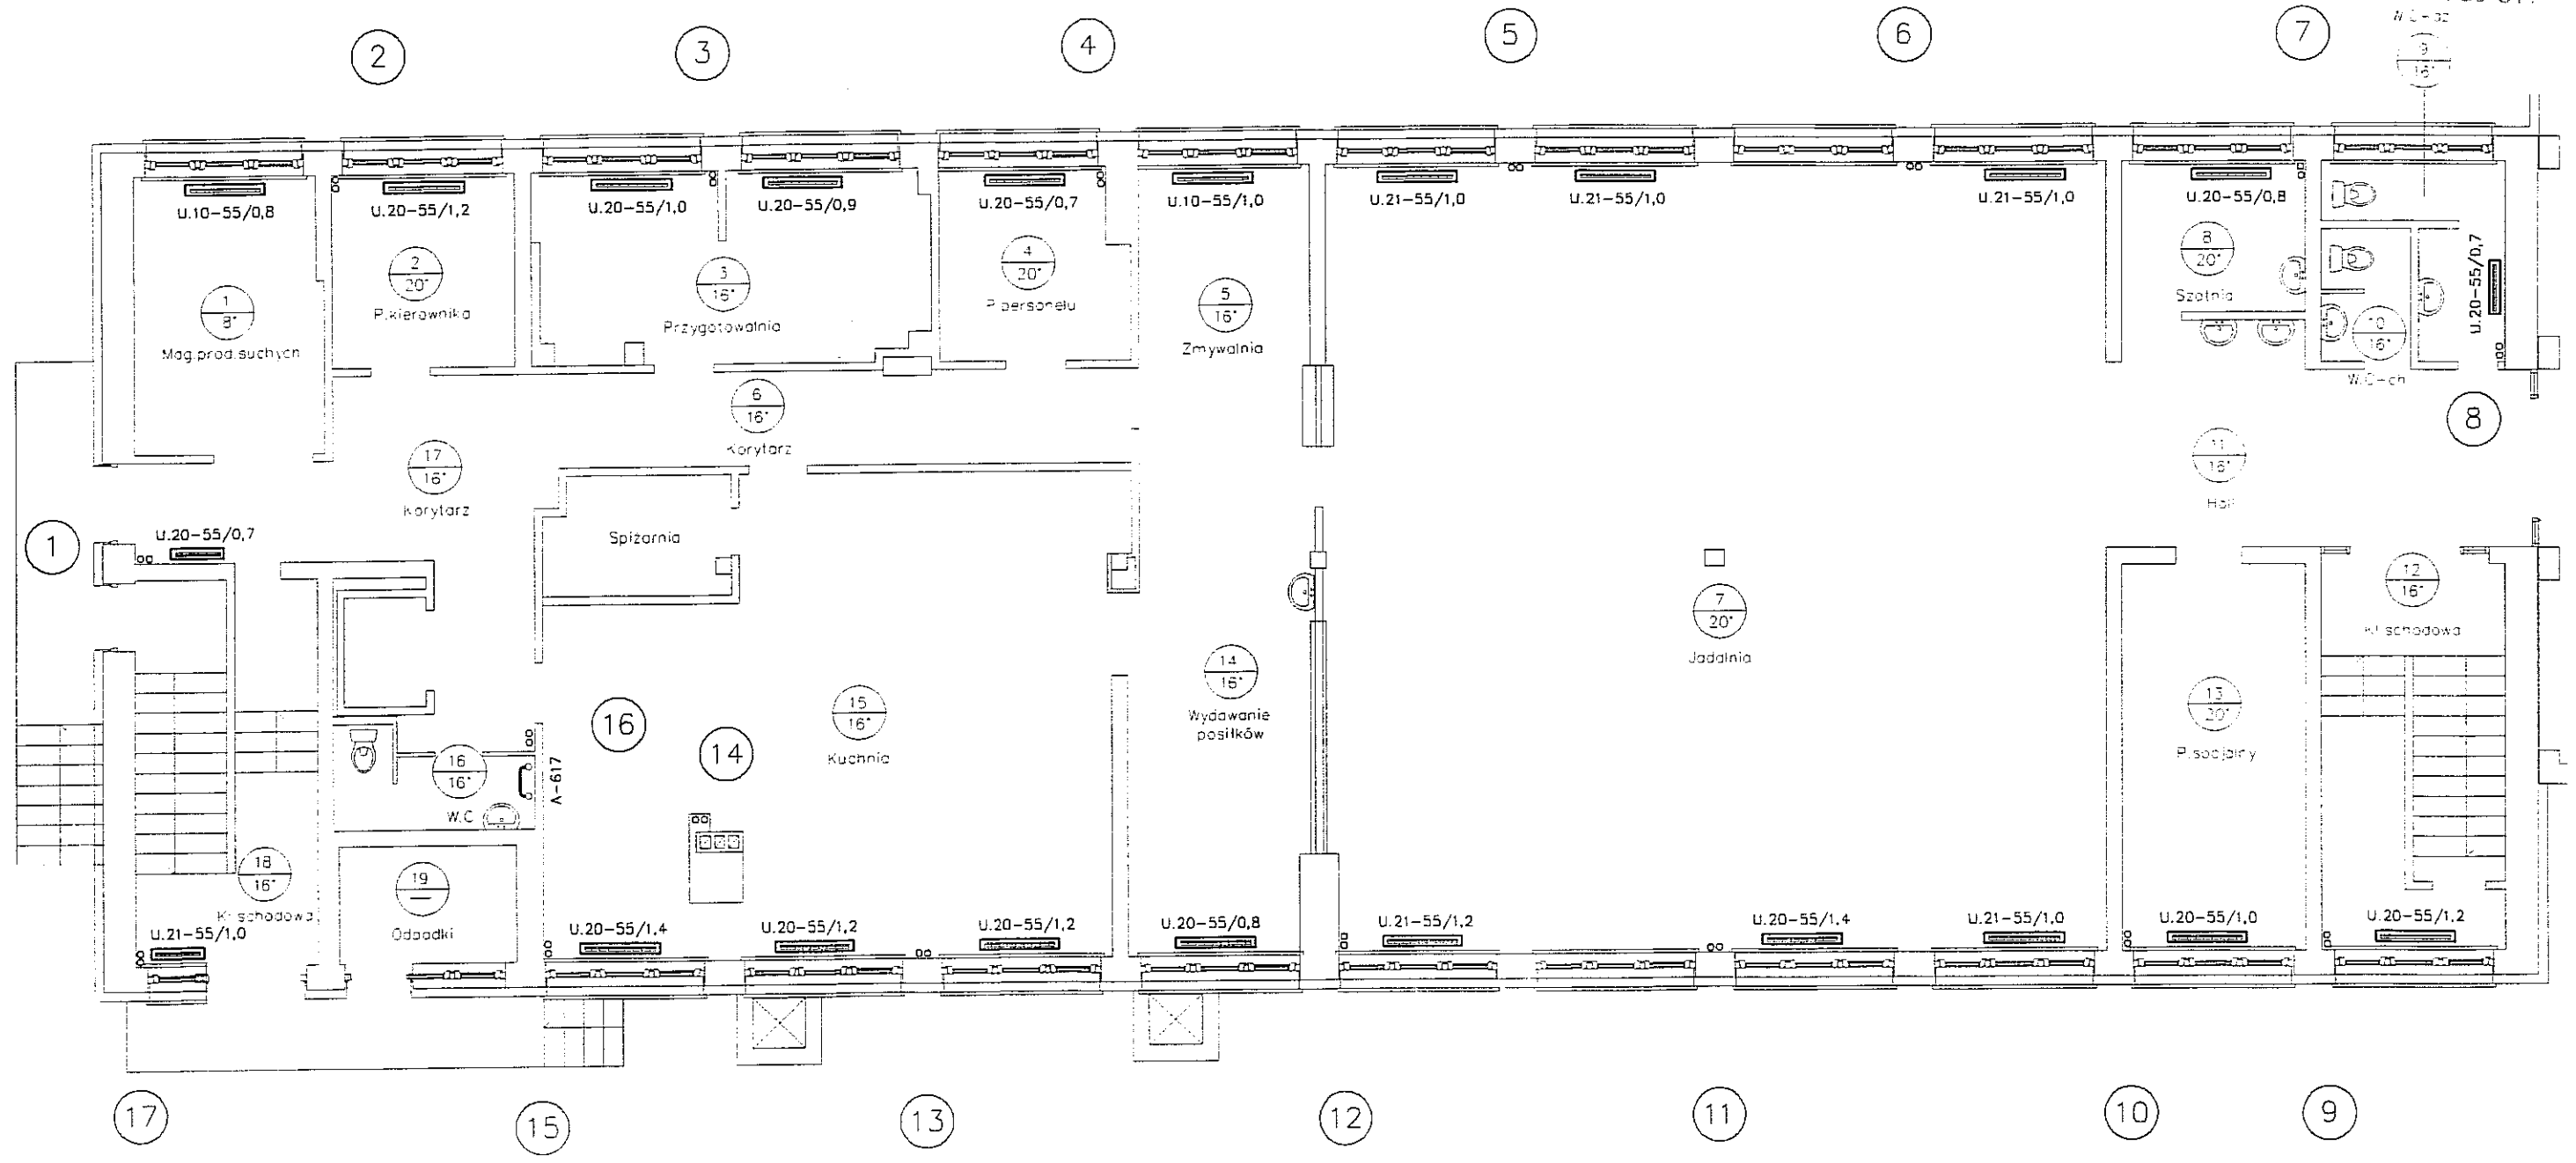 2
3
4
5
6
7
9
16°
U.10-55/0,8
U.20-55/1,2
U.20-55/1,0
U.20-55/0,9
U.20-55/0,7
U.10-55/1,0
U.21-55/1,0
U.21-55/1,0
U.21-55/1,0
U.20-55/0,8
U.20-55/0,7
1
8°
Mag.prod.suchych
2
20°
P.kierownika
3
16°
Przygotowalnia
4
20°
P.personelu
5
16°
Zmywalnia
8
20°
Szatnia
10
16°
W.C-ch
6
16°
Korytarz
17
16°
Korytarz
11
16°
Hall
8
1
U.20-55/0,7
Spiżarnia
7
20°
Jadalnia
12
16°
Kl.schodowa
14
16°
Wydawanie
posiłków
13
20°
P.socjalny
15
16°
Kuchnia
16
14
16
16°
W.C
A-617
18
16°
Kl.schodowa
19
Odpadki
U.21-55/1,0
U.20-55/1,4
U.20-55/1,2
U.20-55/1,2
U.20-55/0,8
U.21-55/1,2
U.20-55/1,4
U.21-55/1,0
U.20-55/1,0
U.20-55/1,2
17
15
13
12
11
10
9